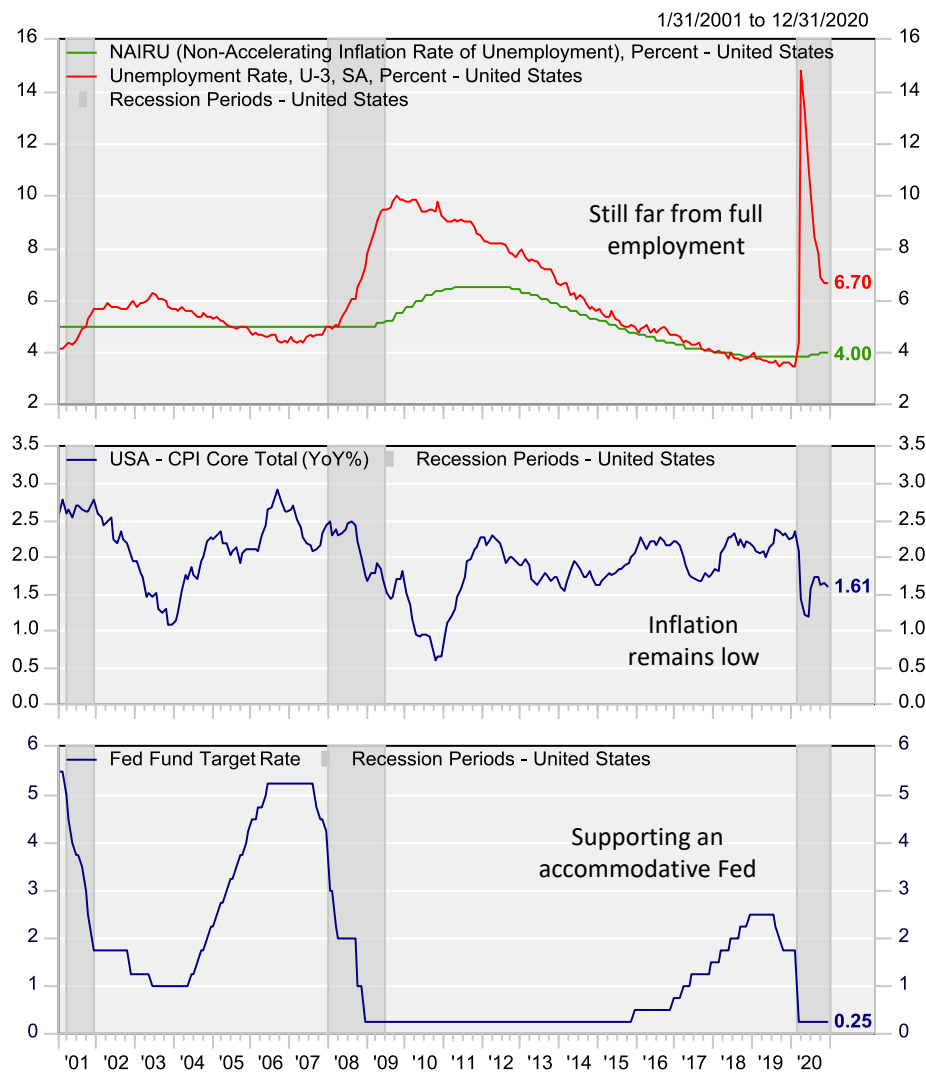 1/31/2001 to 12/31/2020
16 16
NAIRU (Non-Accelerating Inflation Rate of Unemployment), Percent - United States
Unemployment Rate, U-3, SA, Percent - United States
Recession Periods - United States
14 14
12 12
10 10
Still far from full
employment
8 8
6.70
6 6
4.00
4 4
2 2
3.5 3.5
USA - CPI Core Total (YoY%) Recession Periods - United States
3.0 3.0
2.5 2.5
2.0 2.0
1.61
1.5 1.5
Inflation
remains low
1.0 1.0
0.5 0.5
0.0 0.0
6 6
Fed Fund Target Rate Recession Periods - United States
5 5
4 4
Supporting an
accommodative Fed
3 3
2 2
1 1
0.25
0 0
'01 '02 '03 '04 '05 '06 '07 '08 '09 '10 '11 '12 '13 '14 '15 '16 '17 '18 '19 '20